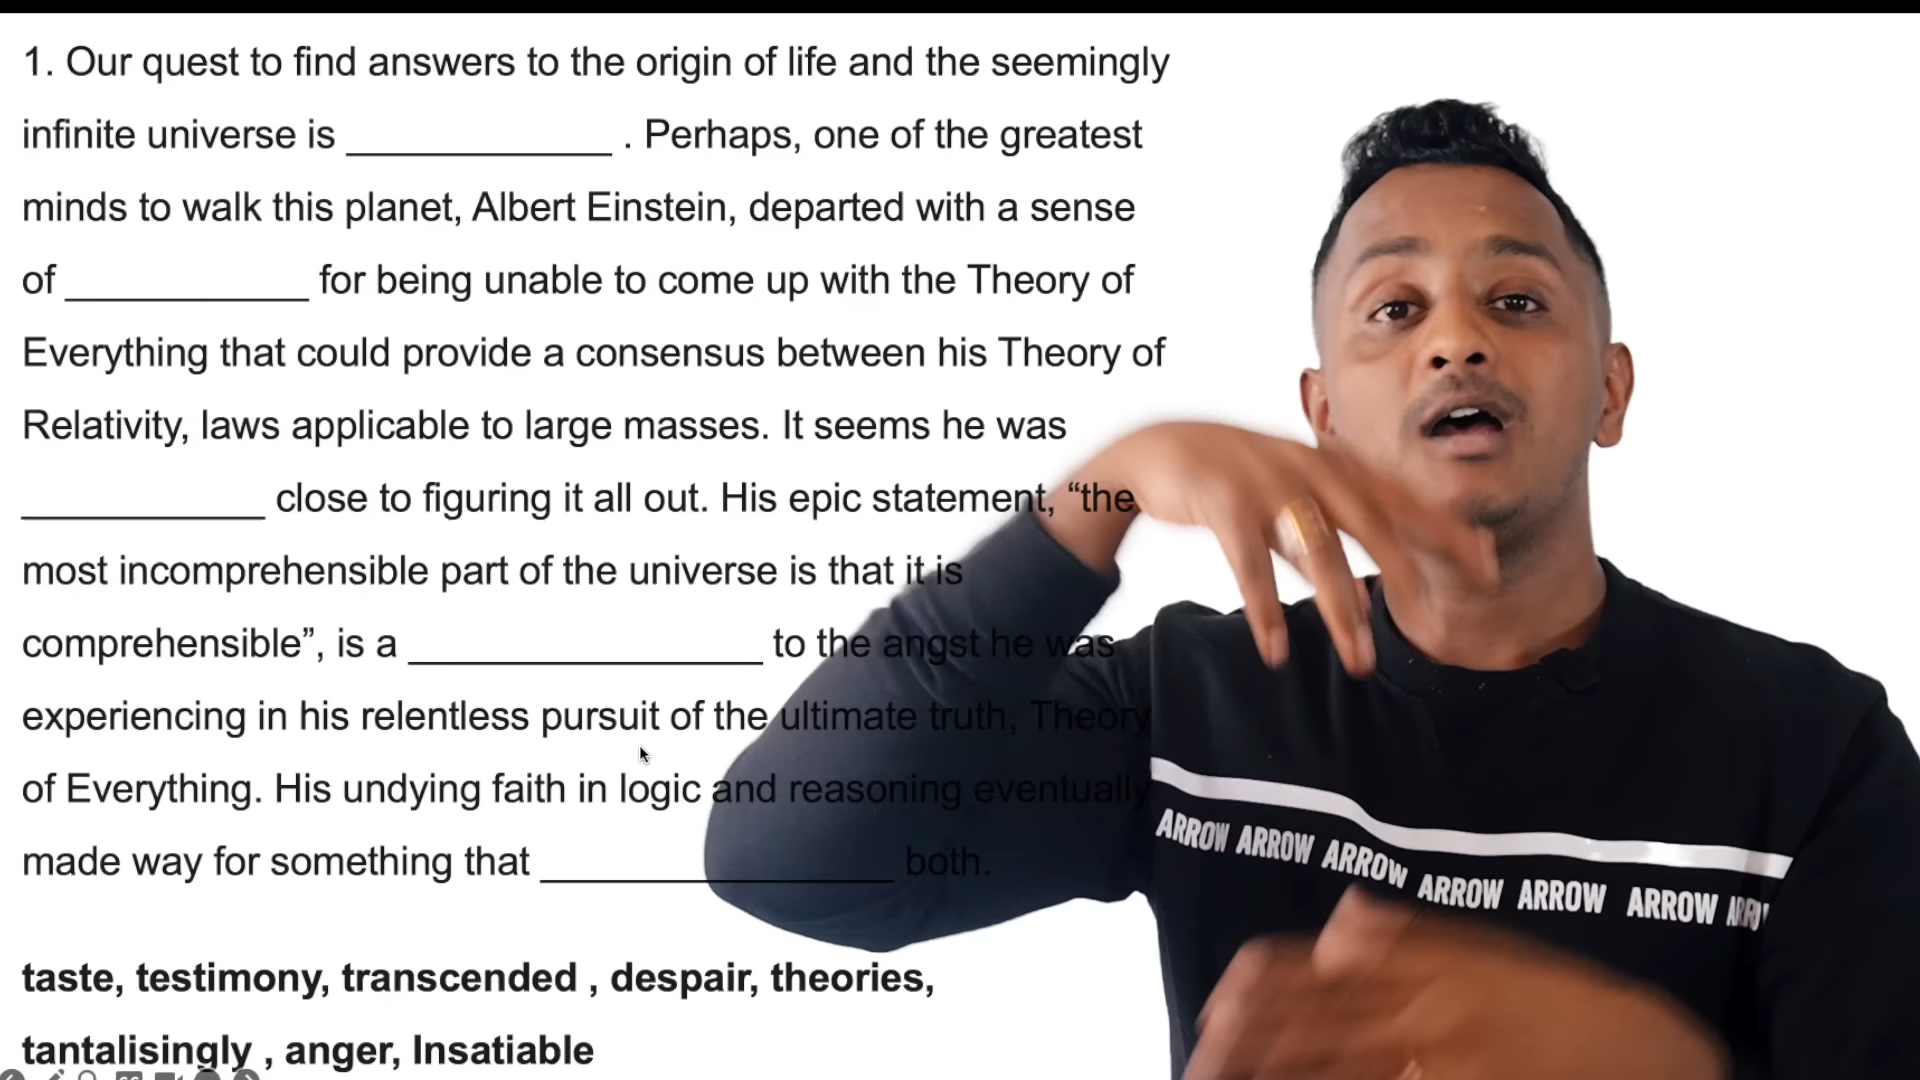 1. Our quest to find answers to the origin of life and the seemingly
infinite universe is ____________ . Perhaps, one of the greatest
minds to walk this planet, Albert Einstein, departed with a sense
of ___________ for being unable to come up with the Theory of
Everything that could provide a consensus between his Theory of
Relativity, laws applicable to large masses. It seems he was
___________ close to figuring it all out. His epic statement, “the
most incomprehensible part of the universe is that it is
comprehensible”, is a ________________ to the angst he was
experiencing in his relentless pursuit of the ultimate truth, Theory
of Everything. His undying faith in logic and reasoning eventually
made way for something that ________________ both.
taste, testimony, transcended , despair, theories,
tantalisingly , anger, Insatiable
ARROW ARROW ARROW ARROW ARROW ARROW